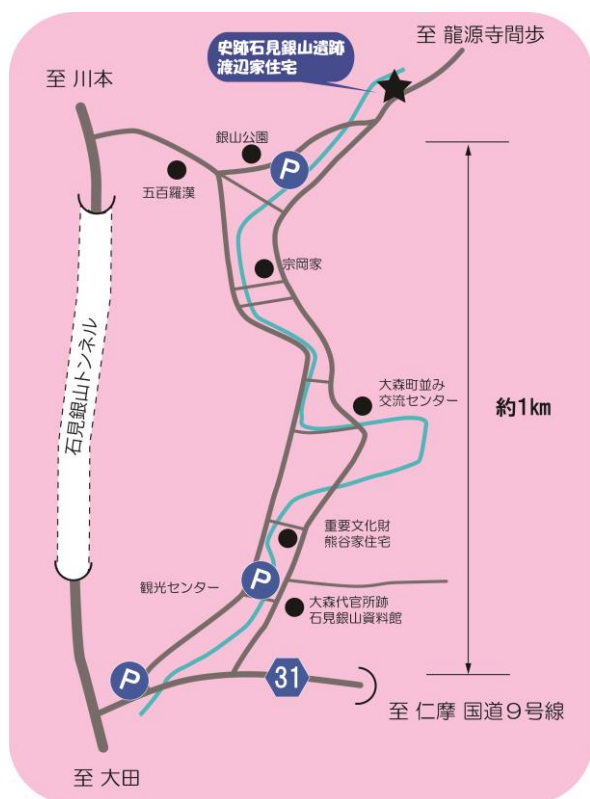 至 龍源寺間歩
史跡石見銀山遺跡
渡辺家住宅
至 川本
銀山公園
P
五百羅漢
宗岡家
石見銀山トンネル
大森町並み
交流センター
約1km
重要文化財
熊谷家住宅
観光センター
P
大森代官所跡
石見銀山資料館
P
31
至 仁摩 国道9号線
至 大田